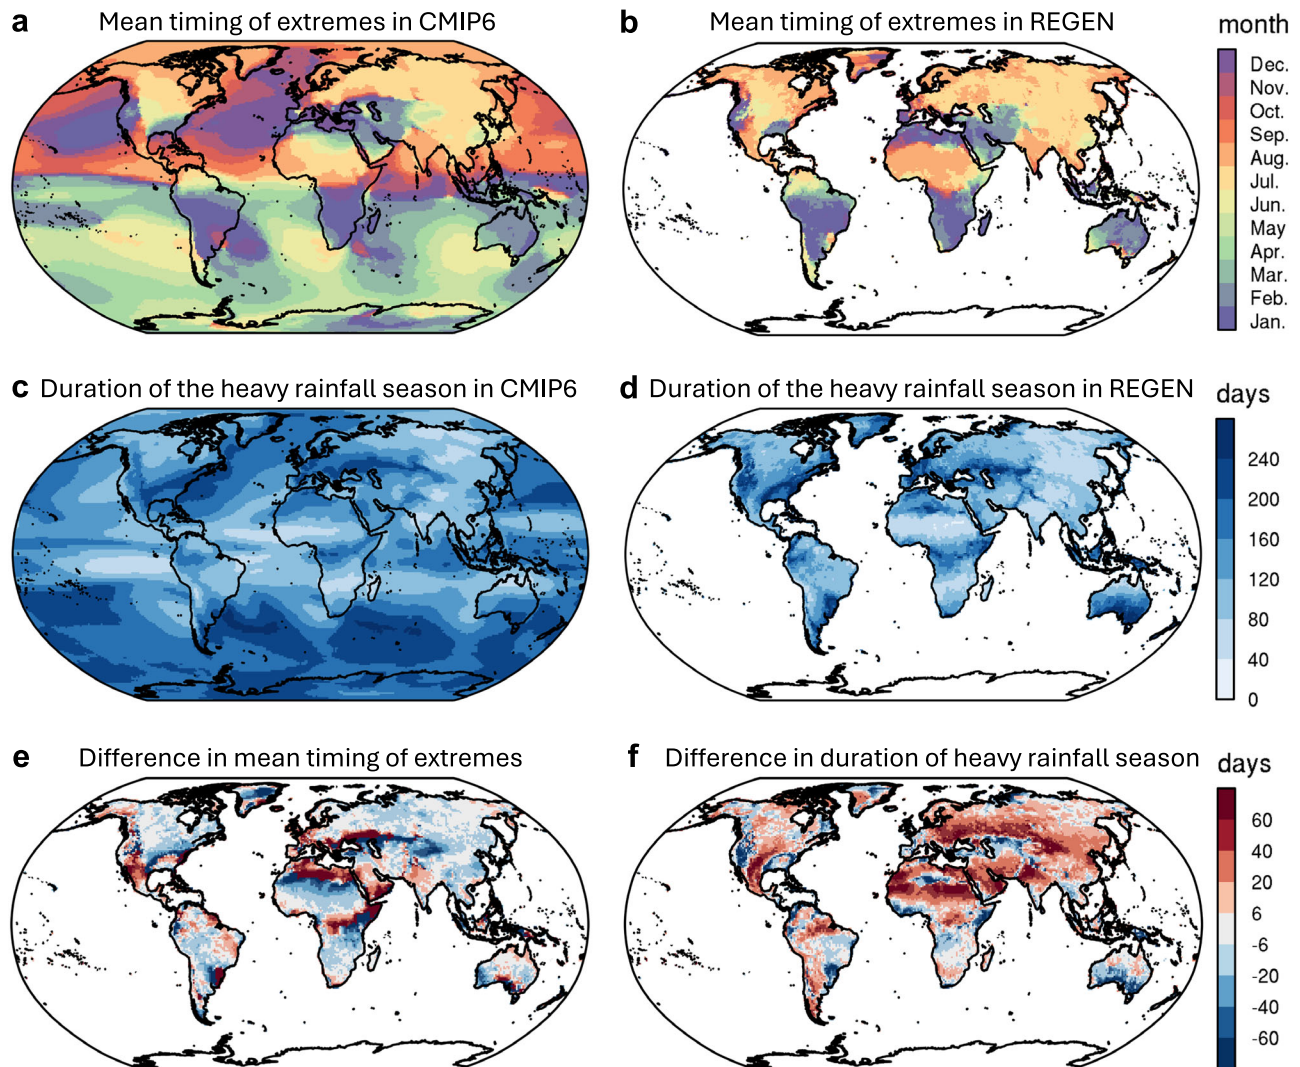 a Mean timing of extremes in CMIP6
b Mean timing of extremes in REGEN
month
Dec.
Nov.
Oct.
Sep.
Aug.
Jul.
Jun.
May
Apr.
Mar.
Feb.
Jan.
c Duration of the heavy rainfall season in CMIP6
d Duration of the heavy rainfall season in REGEN
days
240
200
160
120
80
40
0
e Difference in mean timing of extremes
f Difference in duration of heavy rainfall season
days
60
40
20
6
-6
-20
-40
-60